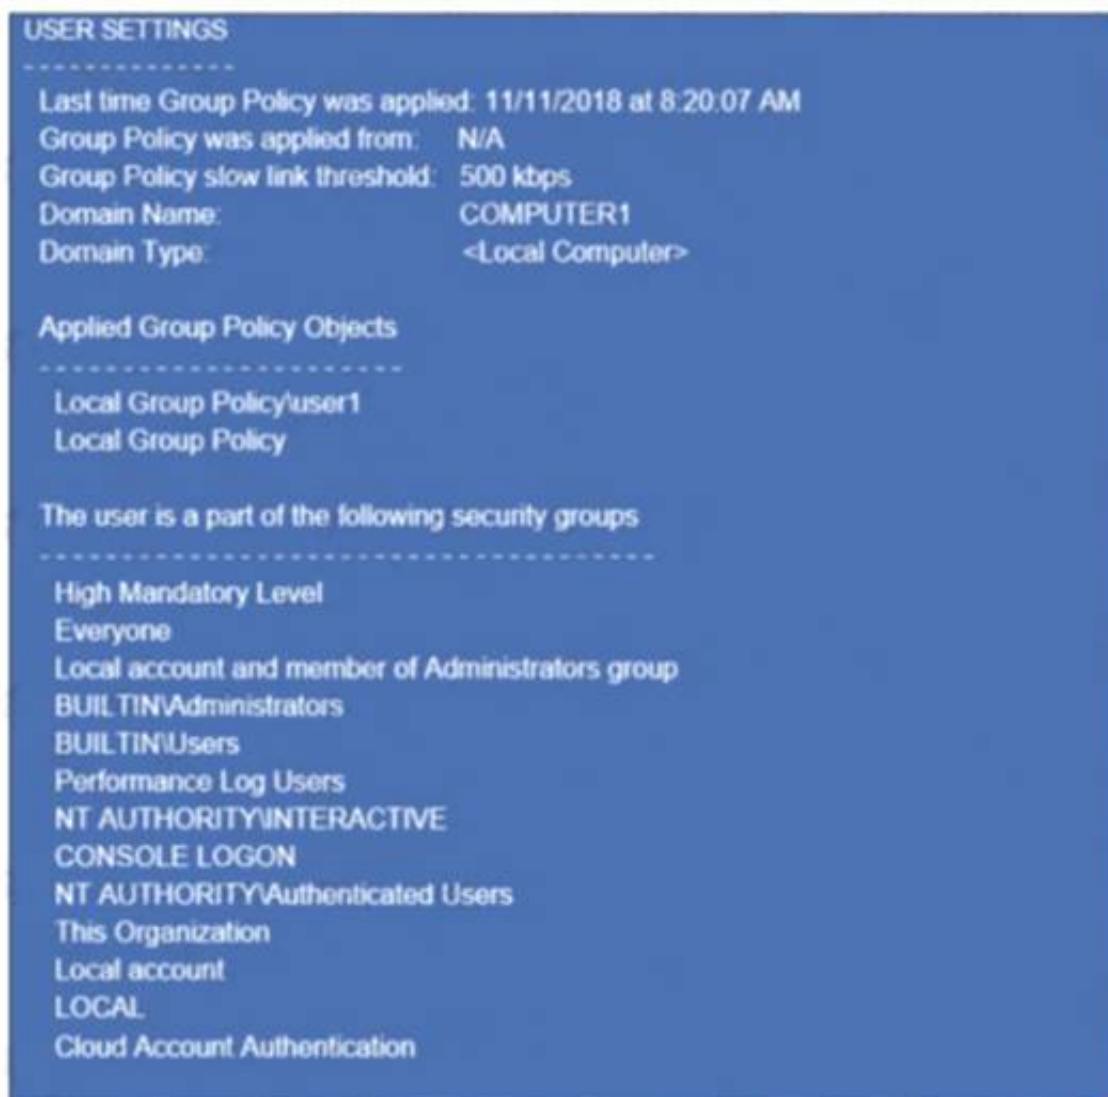 USER SETTINGS
- - - - - - - - - - - - - -
Last time Group Policy was applied: 11/11/2018 at 8:20:07 AM
Group Policy was applied from: N/A
Group Policy slow link threshold: 500 kbps
Domain Name: COMPUTER1
Domain Type: <Local Computer>
Applied Group Policy Objects
- - - - - - - - - - - - - - - - - - - - - - -
Local Group Policy\user1
Local Group Policy
The user is a part of the following security groups
- - - - - - - - - - - - - - - - - - - - - - - - - - - - - - - - - - - - - - -
High Mandatory Level
Everyone
Local account and member of Administrators group
BUILTIN\Administrators
BUILTIN\Users
Performance Log Users
NT AUTHORITY\INTERACTIVE
CONSOLE LOGON
NT AUTHORITY\Authenticated Users
This Organization
Local account
LOCAL
Cloud Account Authentication